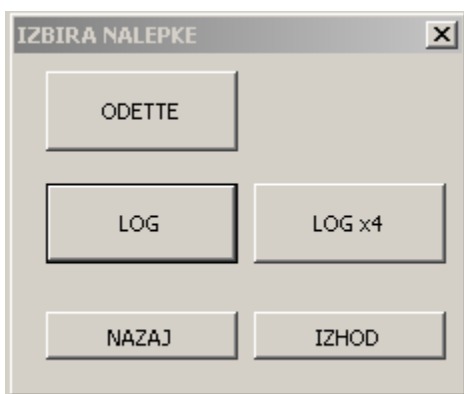 IZBIRA NALEPKE
ODETTE
LOG
LOG x4
NAZAJ
IZHOD